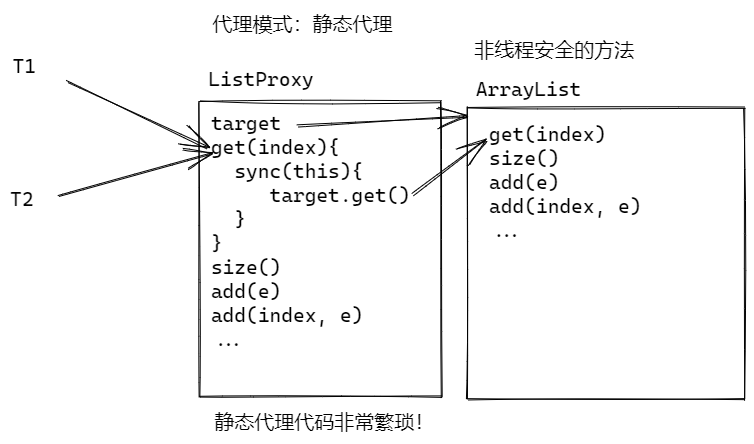 代理模式：静态代理
非线程安全的方法
T1
ListProxy
ArrayList
target
get(index){
sync(this){
target.get()
}
}
size()
add(e)
add(index, e)
...
T2
get(index)
size()
add(e)
add(index, e)
...
静态代理代码非常繁琐！